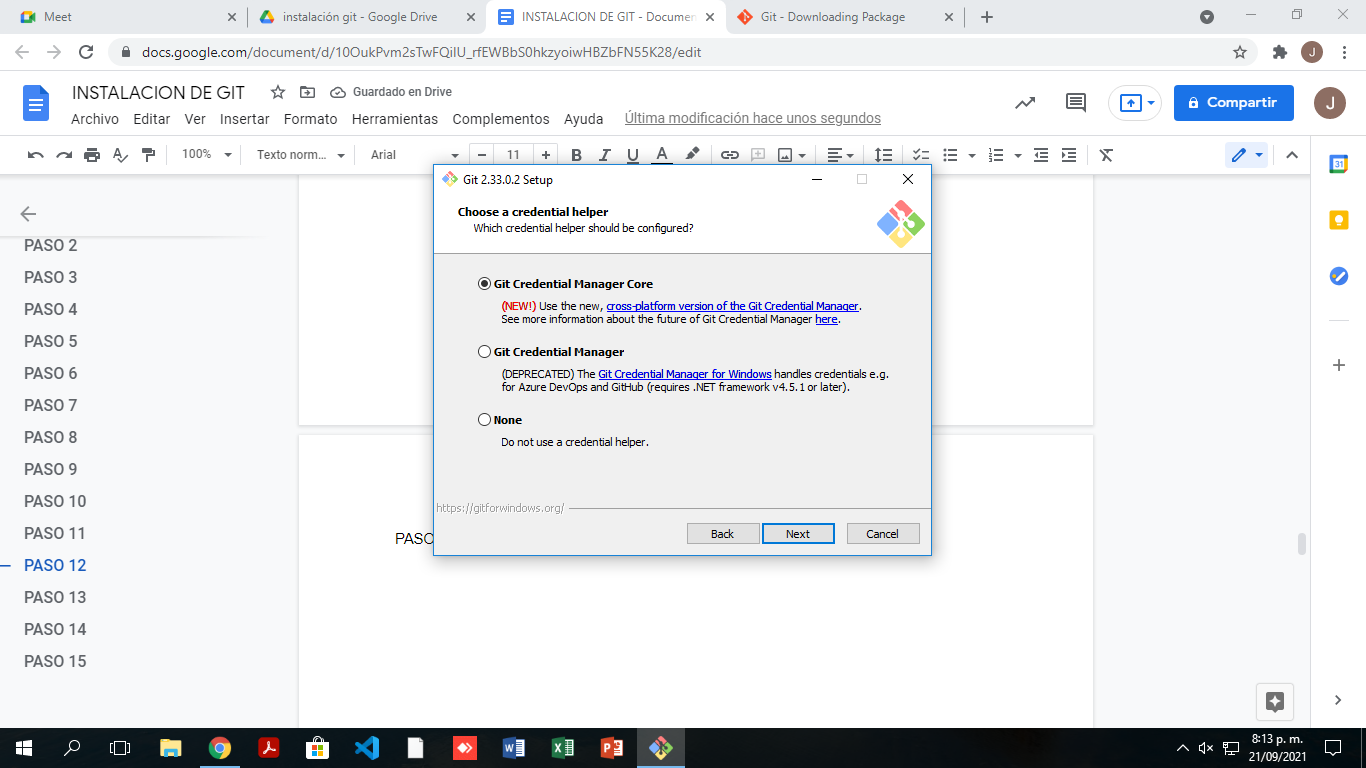 Meet
instalación git - Google Drive
INSTALACION DE GIT - Documen
Git - Downloading Package
docs.google.com/document/d/10OukPvm2sTwFQiIU_rfEWBbS0hkzyoiwHBZbFN55K28/edit
J
INSTALACION DE GIT
Guardado en Drive
Archivo Editar Ver Insertar Formato Herramientas Complementos Ayuda Última modificación hace unos segundos
Compartir
J
100% Texto norm... Arial 11 B I U A
PASO 2
PASO 3
PASO 4
PASO 5
PASO 6
PASO 7
PASO 8
PASO 9
PASO 10
PASO 11
PASO 12
PASO 13
PASO 14
PASO 15
PASO
Git 2.33.0.2 Setup
Choose a credential helper
Which credential helper should be configured?
Git Credential Manager Core
(NEW!) Use the new, cross-platform version of the Git Credential Manager.
See more information about the future of Git Credential Manager here.
Git Credential Manager
(DEPRECATED) The Git Credential Manager for Windows handles credentials e.g.
for Azure DevOps and GitHub (requires .NET framework v4.5.1 or later).
None
Do not use a credential helper.
https://gitforwindows.org/
Back Next Cancel
31
8:13 p. m.
21/09/2021